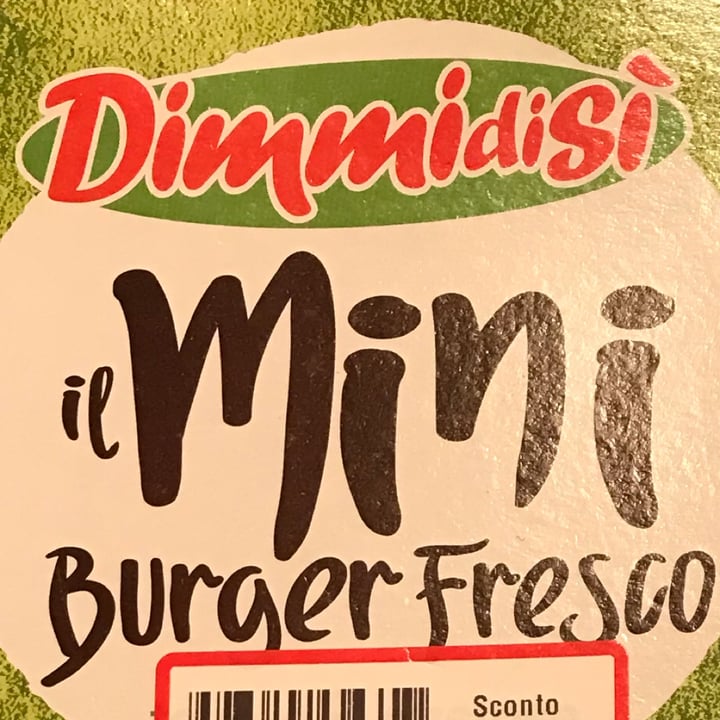 DimmidiSì
il Mini
Burger Fresco
Sconto